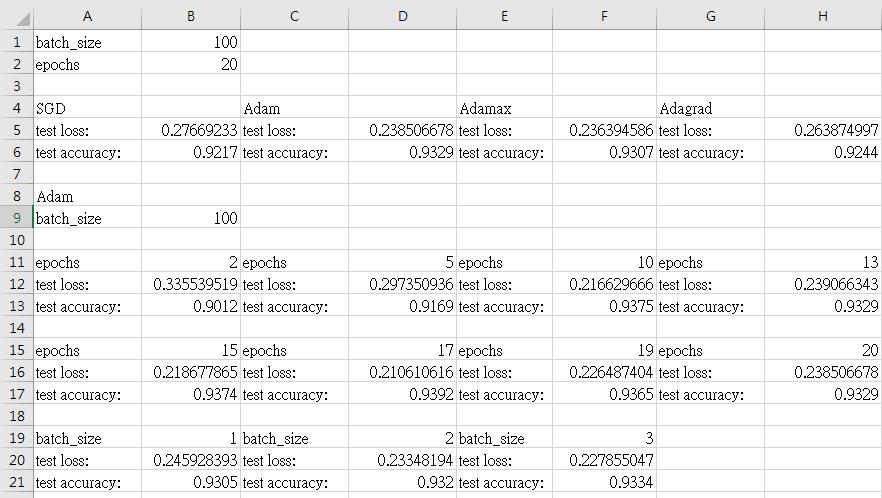 A B C D E F G H
1 batch_size 100
2 epochs 20
3
4 SGD Adam Adamax Adagrad
5 test loss: 0.27669233 test loss: 0.238506678 test loss: 0.236394586 test loss: 0.263874997
6 test accuracy: 0.9217 test accuracy: 0.9329 test accuracy: 0.9307 test accuracy: 0.9244
7
8 Adam
9 batch_size 100
10
11 epochs 2 epochs 5 epochs 10 epochs 13
12 test loss: 0.335539519 test loss: 0.297350936 test loss: 0.216629666 test loss: 0.239066343
13 test accuracy: 0.9012 test accuracy: 0.9169 test accuracy: 0.9375 test accuracy: 0.9329
14
15 epochs 15 epochs 17 epochs 19 epochs 20
16 test loss: 0.218677865 test loss: 0.210610616 test loss: 0.226487404 test loss: 0.238506678
17 test accuracy: 0.9374 test accuracy: 0.9392 test accuracy: 0.9365 test accuracy: 0.9329
18
19 batch_size 1 batch_size 2 batch_size 3
20 test loss: 0.245928393 test loss: 0.23348194 test loss: 0.227855047
21 test accuracy: 0.9305 test accuracy: 0.932 test accuracy: 0.9334